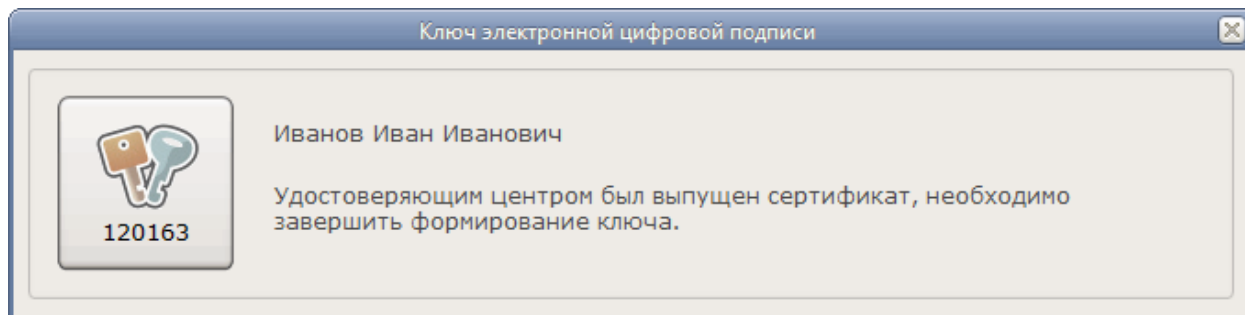 Ключ электронной цифровой подписи
Иванов Иван Иванович
Удостоверяющим центром был выпущен сертификат, необходимо
завершить формирование ключа.
120163